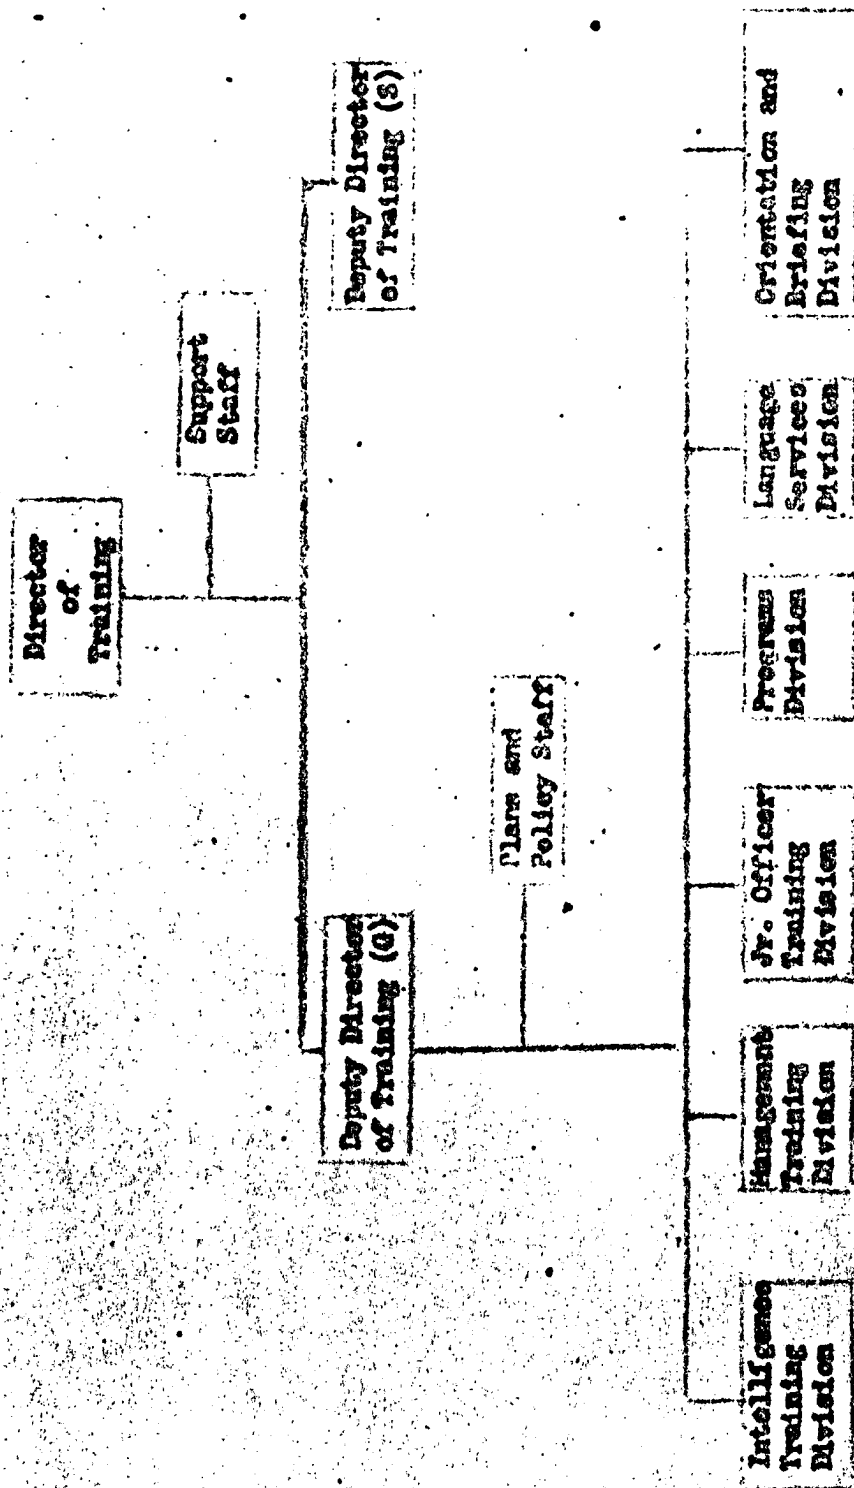 Director
of
Training
Support
Staff
Deputy Director
of Training (G)
Deputy Director
of Training (S)
Plans and
Policy Staff
Intelligence
Training
Division
Management
Training
Division
Jr. Officer
Training
Division
Programs
Division
Language
Services
Division
Orientation and
Briefing
Division